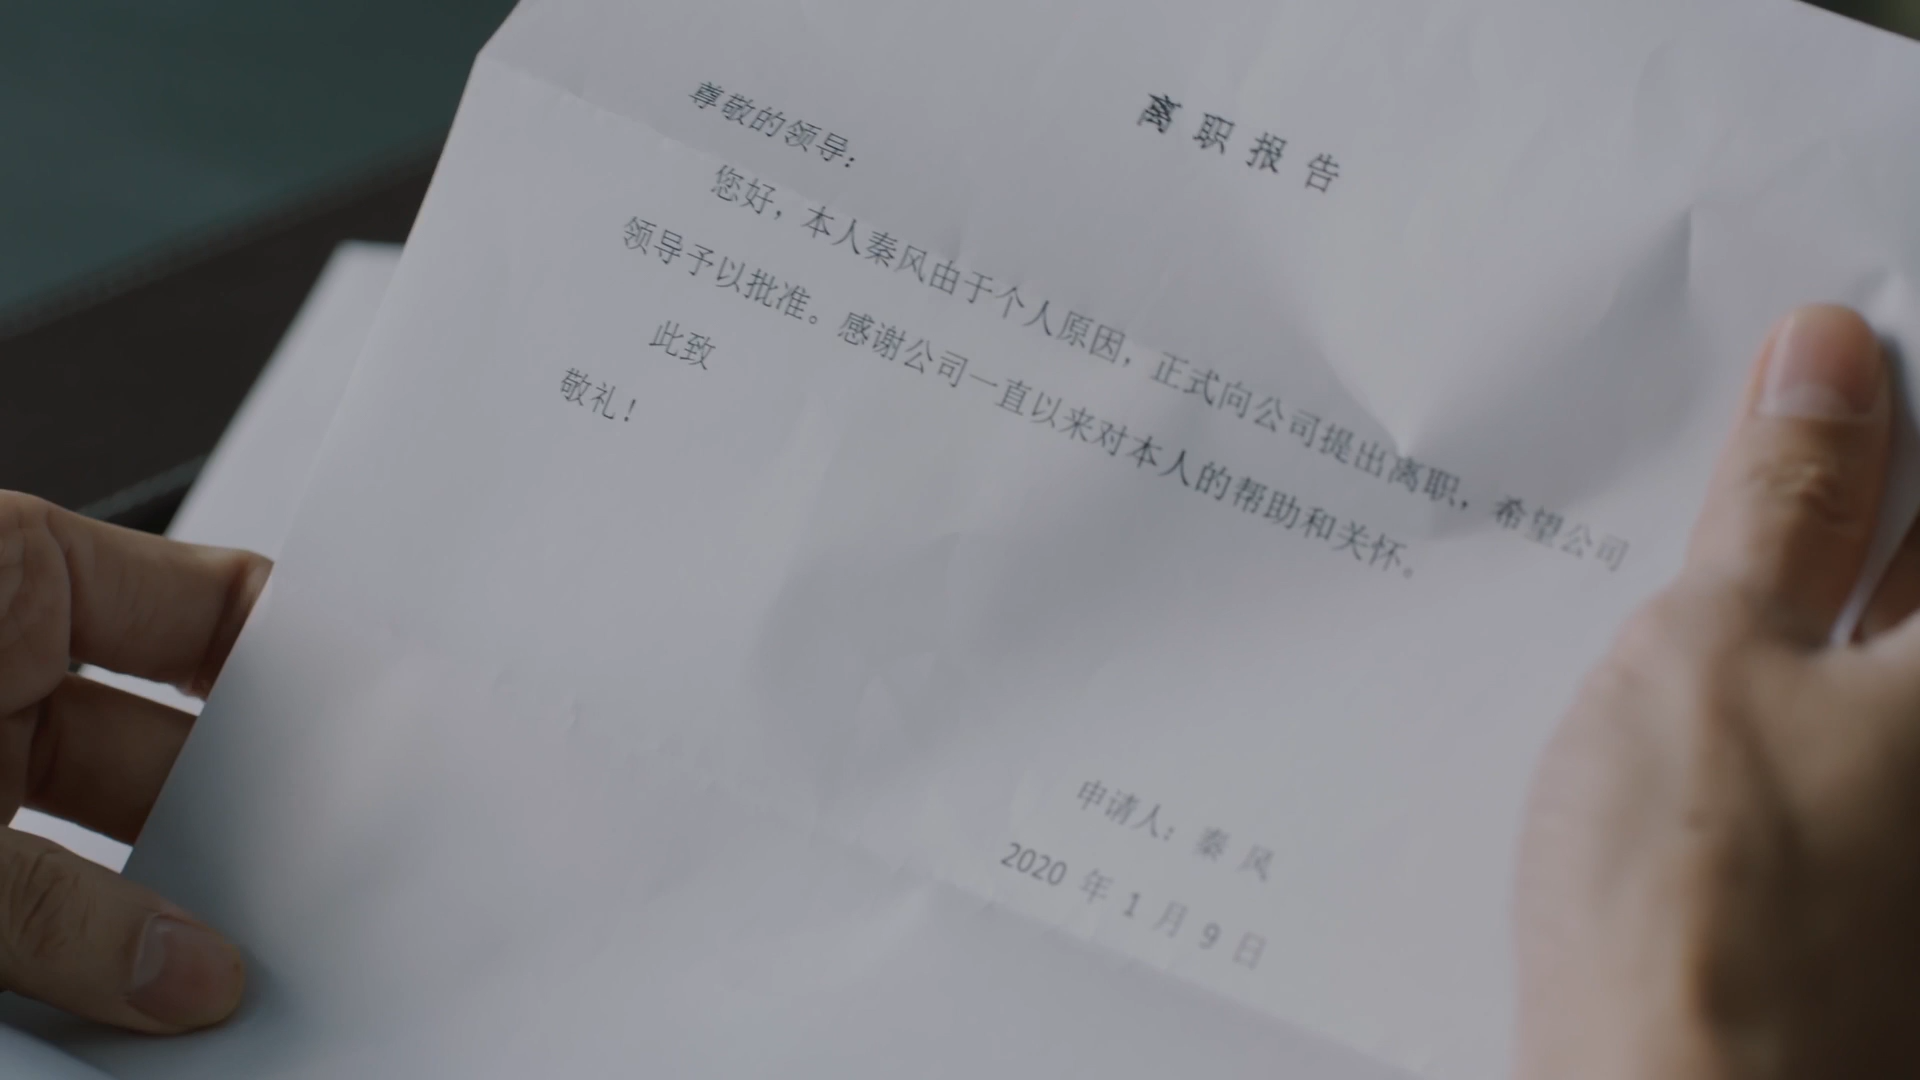 离职报告
尊敬的领导：
您好，本人秦风由于个人原因，正式向公司提出离职，希望公司
领导予以批准。感谢公司一直以来对本人的帮助和关怀。
此致
敬礼！
申请人：秦 风
2020 年 1 月 9 日